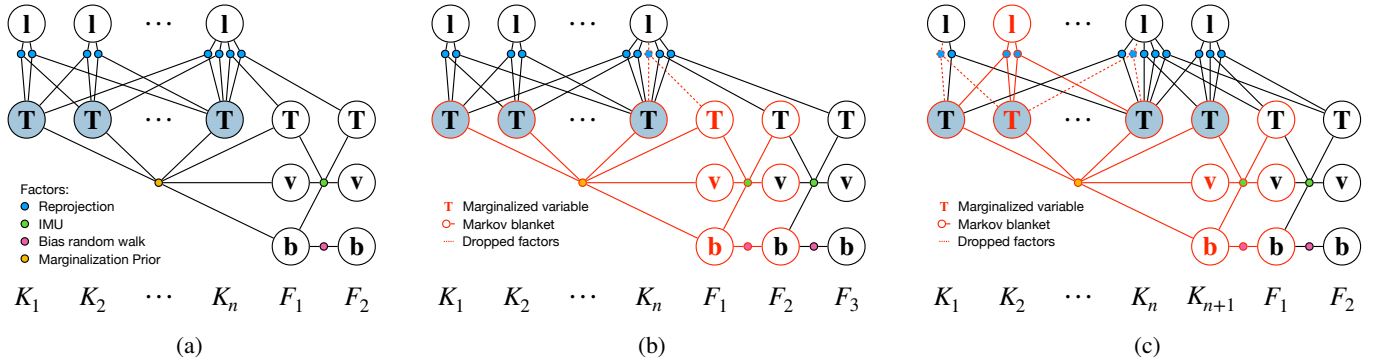 l l ··· l
T T ··· T T T
v v
b b
Factors:
Reprojection
IMU
Bias random walk
Marginalization Prior
K₁ K₂ ··· Kₙ F₁ F₂
(a)
l l ··· l
T T ··· T T T T
v v v
b b b
T Marginalized variable
Markov blanket
Dropped factors
K₁ K₂ ··· Kₙ F₁ F₂ F₃
(b)
l l ··· l l
T T ··· T T T T
v v v
b b b
T Marginalized variable
Markov blanket
Dropped factors
K₁ K₂ ··· Kₙ Kₙ₊₁ F₁ F₂
(c)